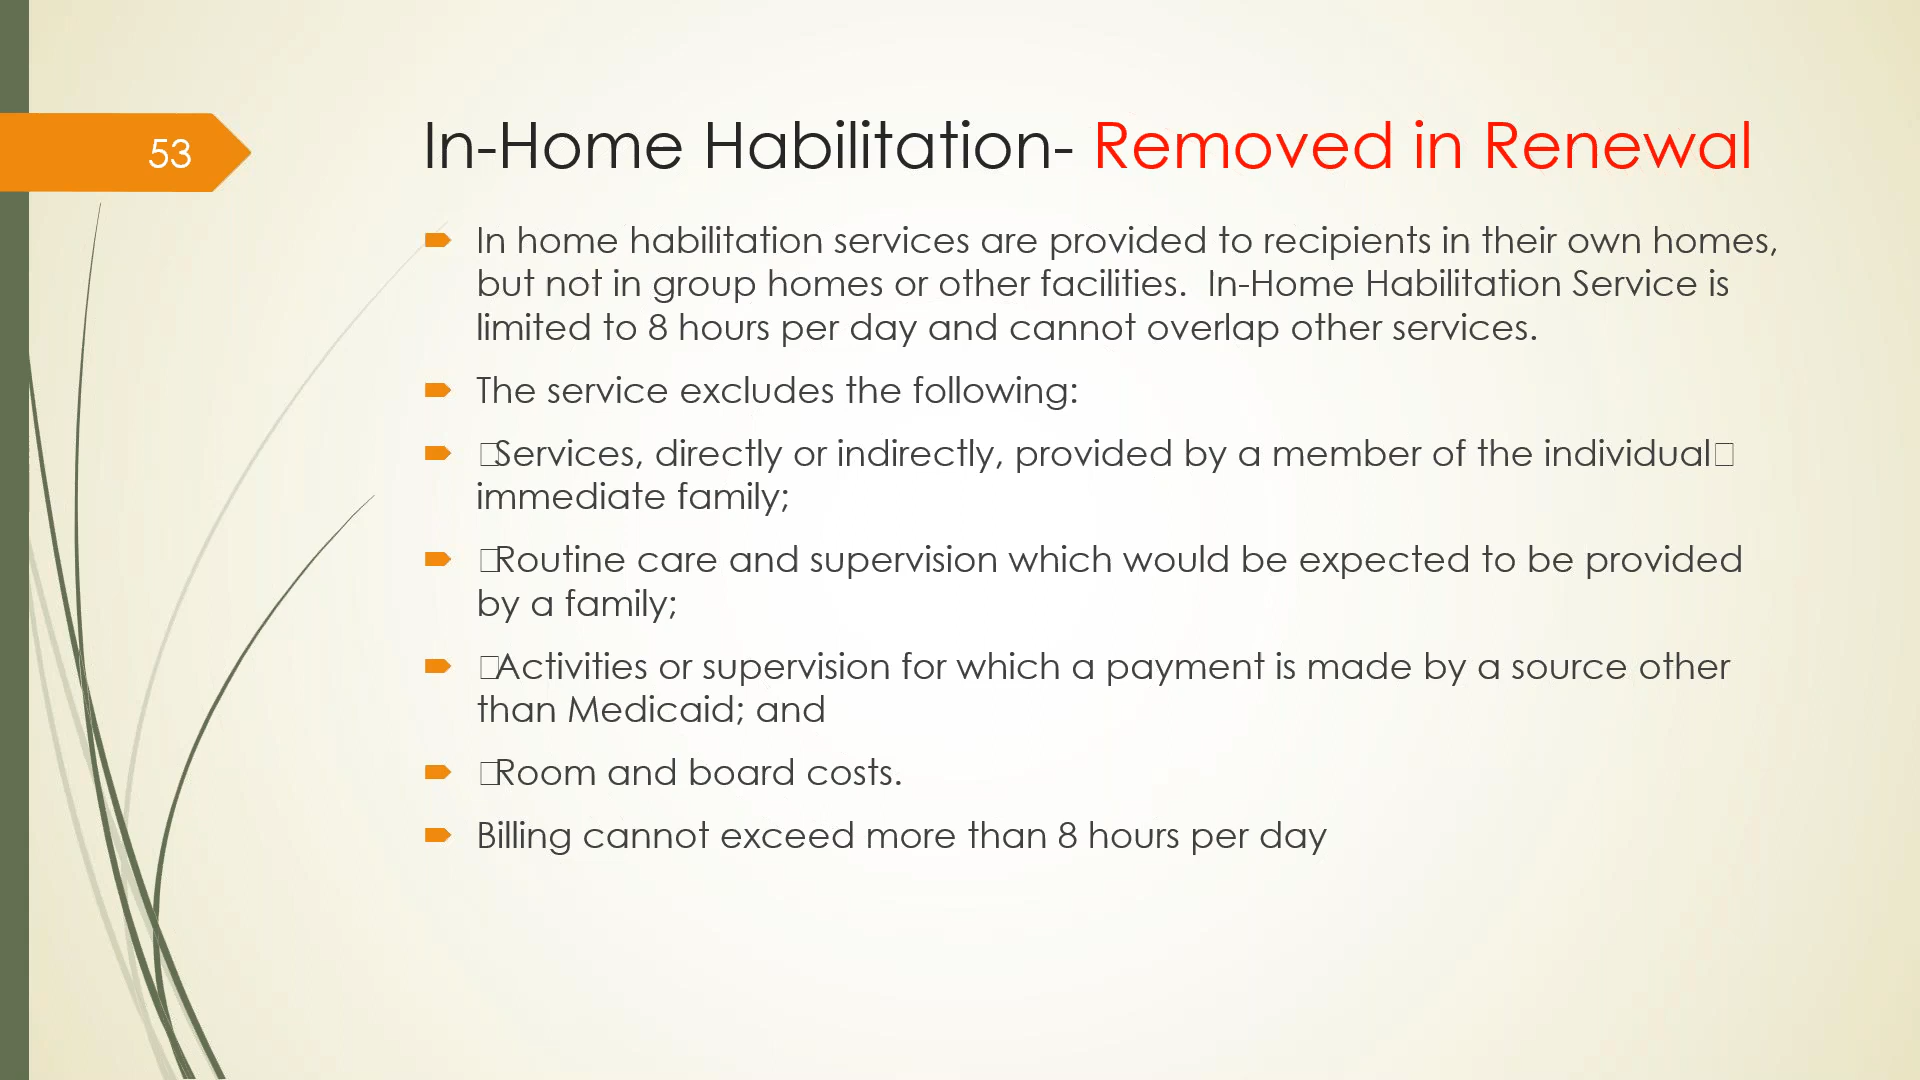 53
In-Home Habilitation- Removed in Renewal
In home habilitation services are provided to recipients in their own homes,
but not in group homes or other facilities.  In-Home Habilitation Service is
limited to 8 hours per day and cannot overlap other services.
The service excludes the following:
□Services, directly or indirectly, provided by a member of the individual□
immediate family;
□Routine care and supervision which would be expected to be provided
by a family;
□Activities or supervision for which a payment is made by a source other
than Medicaid; and
□Room and board costs.
Billing cannot exceed more than 8 hours per day